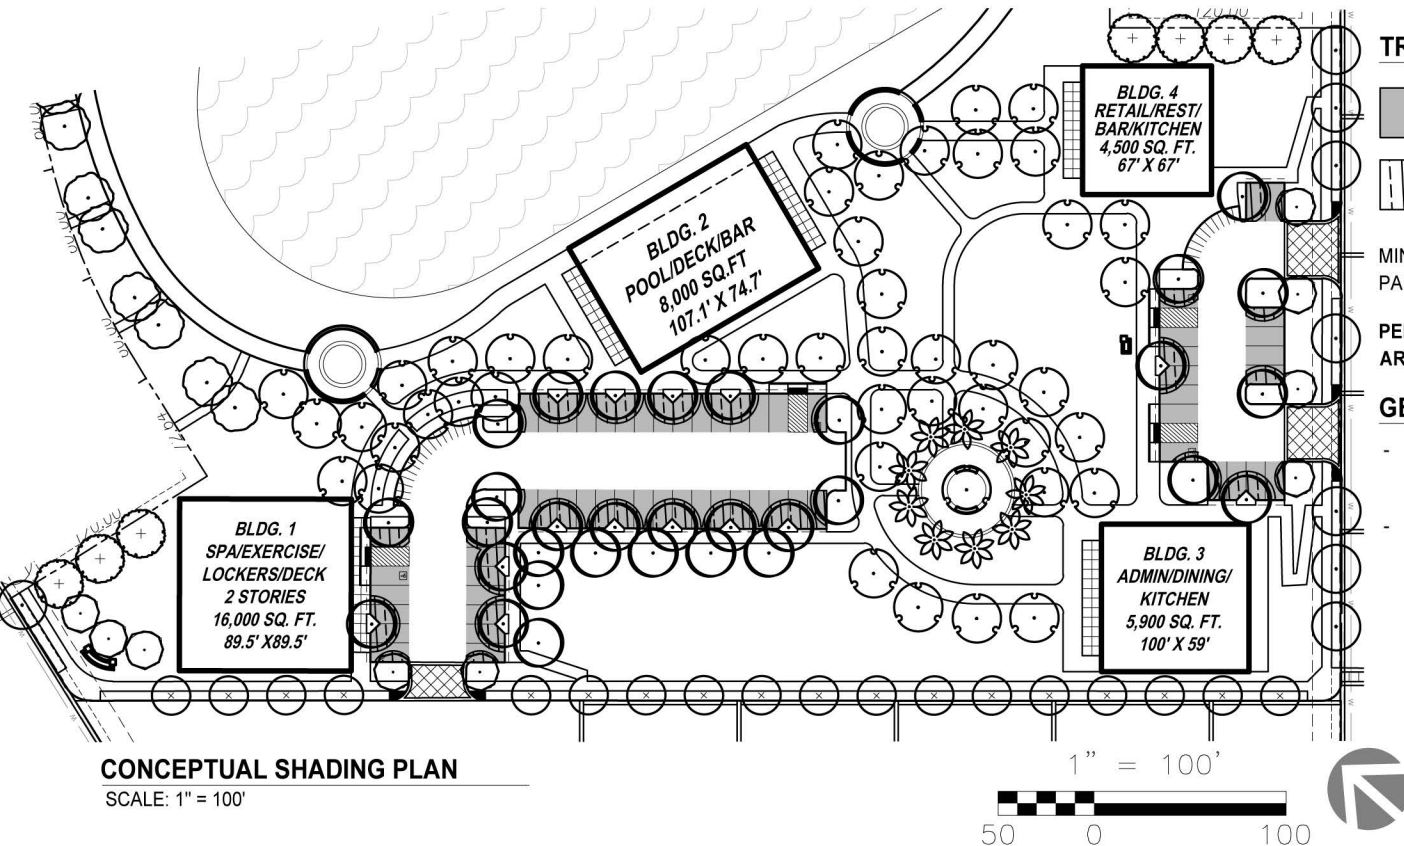 120.00
BLDG. 4
RETAIL/REST/
BAR/KITCHEN
4,500 SQ. FT.
67' X 67'
BLDG. 2
POOL/DECK/BAR
8,000 SQ.FT
107.1' X 74.7'
BLDG. 1
SPA/EXERCISE/
LOCKERS/DECK
2 STORIES
16,000 SQ. FT.
89.5' X89.5'
BLDG. 3
ADMIN/DINING/
KITCHEN
5,900 SQ. FT.
100' X 59'
TR
MIN
PA
PE
AR
GE
-
-
CONCEPTUAL SHADING PLAN
SCALE: 1" = 100'
1" = 100'
50 0 100